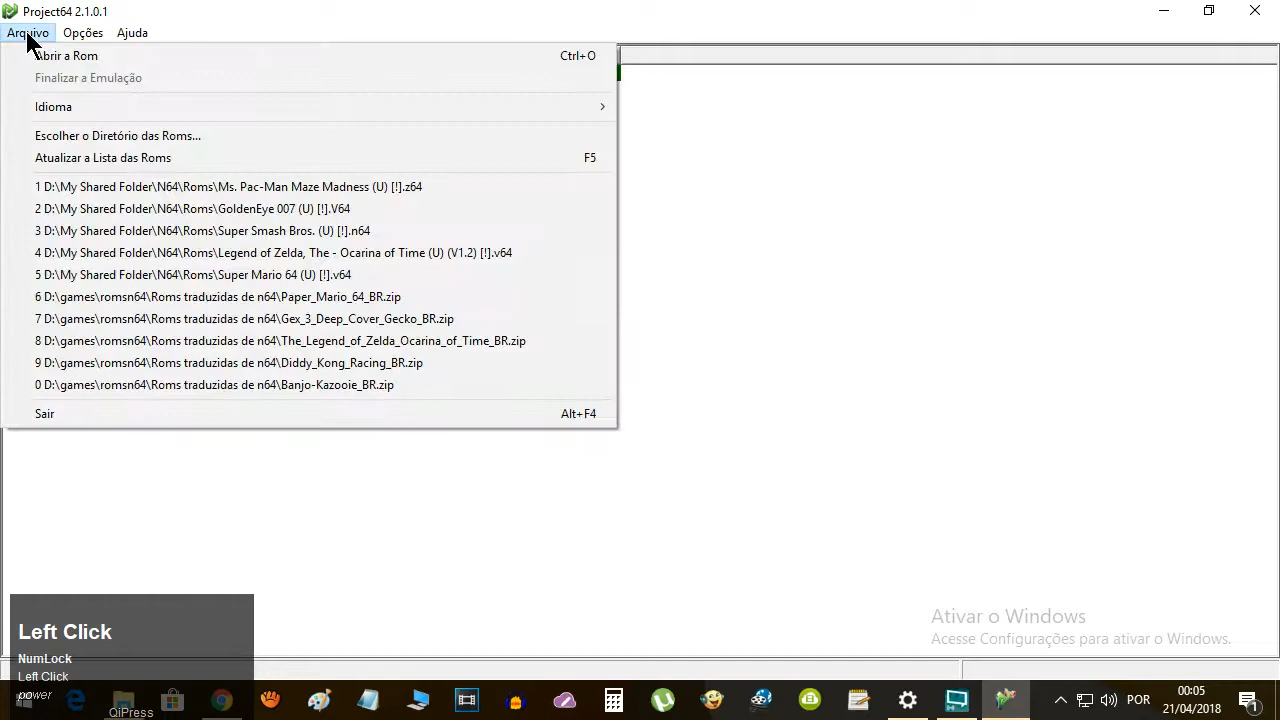 Project64 2.1.0.1
Arquivo Opções Ajuda
Abrir a Rom Ctrl+O
Finalizar a Emulação
Idioma
Escolher o Diretório das Roms...
Atualizar a Lista das Roms F5
1 D:\My Shared Folder\N64\Roms\Ms. Pac-Man Maze Madness (U) [!].z64
2 D:\My Shared Folder\N64\Roms\GoldenEye 007 (U) [!].V64
3 D:\My Shared Folder\N64\Roms\Super Smash Bros. (U) [!].n64
4 D:\My Shared Folder\N64\Roms\Legend of Zelda, The - Ocarina of Time (U) (V1.2) [!].v64
5 D:\My Shared Folder\N64\Roms\Super Mario 64 (U) [!].v64
6 D:\games\romsn64\Roms traduzidas de n64\Paper_Mario_64_BR.zip
7 D:\games\romsn64\Roms traduzidas de n64\Gex_3_Deep_Cover_Gecko_BR.zip
8 D:\games\romsn64\Roms traduzidas de n64\The_Legend_of_Zelda_Ocarina_of_Time_BR.zip
9 D:\games\romsn64\Roms traduzidas de n64\Diddy_Kong_Racing_BR.zip
0 D:\games\romsn64\Roms traduzidas de n64\Banjo-Kazooie_BR.zip
Sair Alt+F4
Ativar o Windows
Acesse Configurações para ativar o Windows.
Left Click
NumLock
Left Click
power
QiPress
POR
00:05
21/04/2018
1